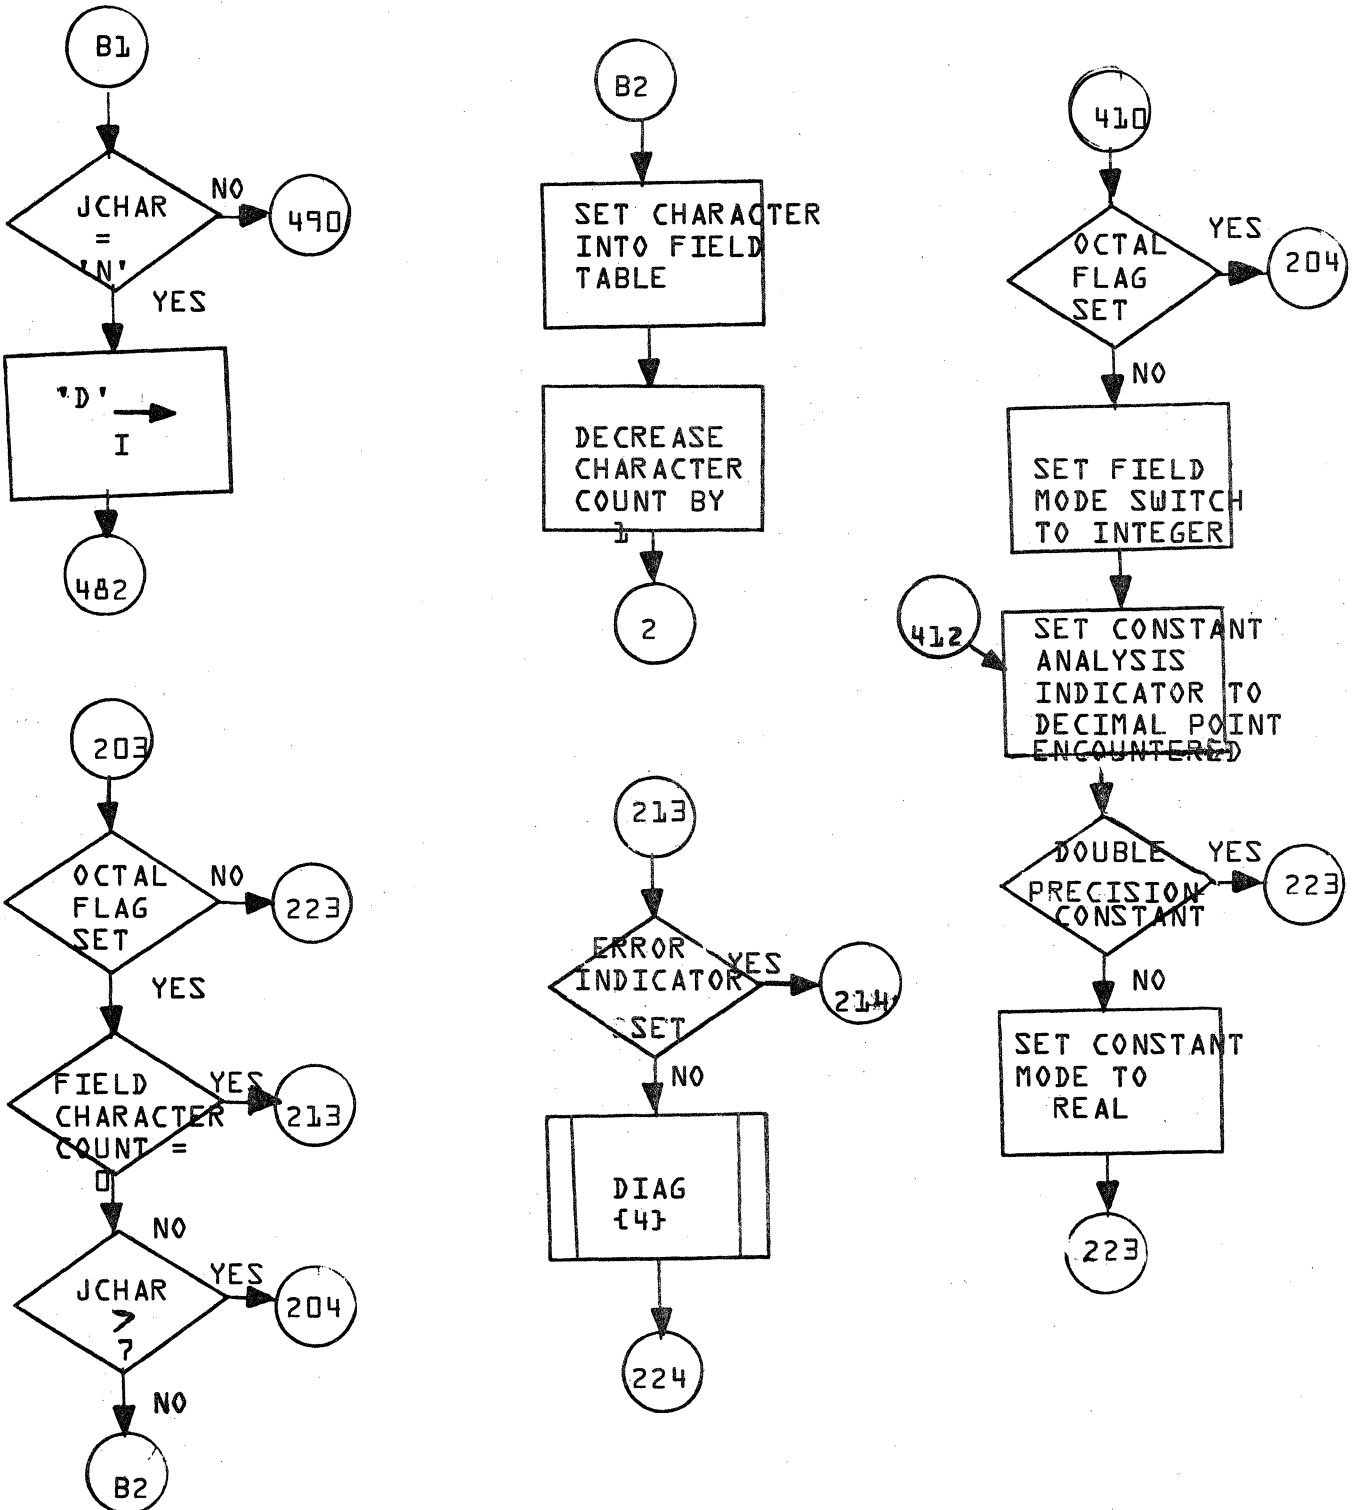 B1
JCHAR
=
'N'
NO
490
YES
'D'
I
482
203
OCTAL
FLAG
SET
NO
223
YES
FIELD
CHARACTER
COUNT =
0
YES
213
NO
JCHAR
>
7
YES
204
NO
B2
B2
SET CHARACTER
INTO FIELD
TABLE
DECREASE
CHARACTER
COUNT BY
1
2
213
ERROR
INDICATOR
SET
YES
214
NO
DIAG
{4}
224
410
OCTAL
FLAG
SET
YES
204
NO
SET FIELD
MODE SWITCH
TO INTEGER
412
SET CONSTANT
ANALYSIS
INDICATOR TO
DECIMAL POINT
ENCOUNTERED
DOUBLE
PRECISION
CONSTANT
YES
223
NO
SET CONSTANT
MODE TO
REAL
223